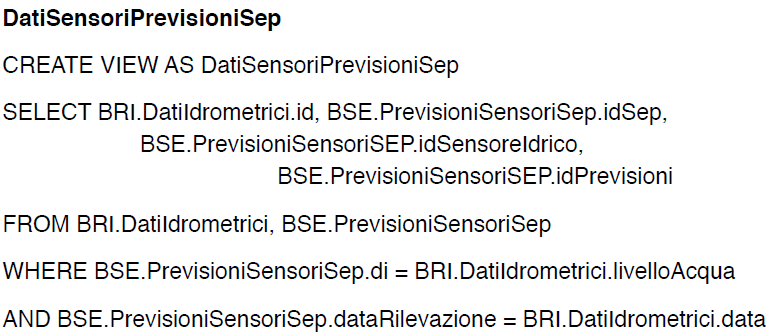 DatiSensoriPrevisioniSep
CREATE VIEW AS DatiSensoriPrevisioniSep
SELECT BRI.DatiIdrometrici.id, BSE.PrevisioniSensoriSep.idSep,
BSE.PrevisioniSensoriSEP.idSensoreIdrico,
BSE.PrevisioniSensoriSEP.idPrevisioni
FROM BRI.DatiIdrometrici, BSE.PrevisioniSensoriSep
WHERE BSE.PrevisioniSensoriSep.di = BRI.DatiIdrometrici.livelloAcqua
AND BSE.PrevisioniSensoriSep.dataRilevazione = BRI.DatiIdrometrici.data